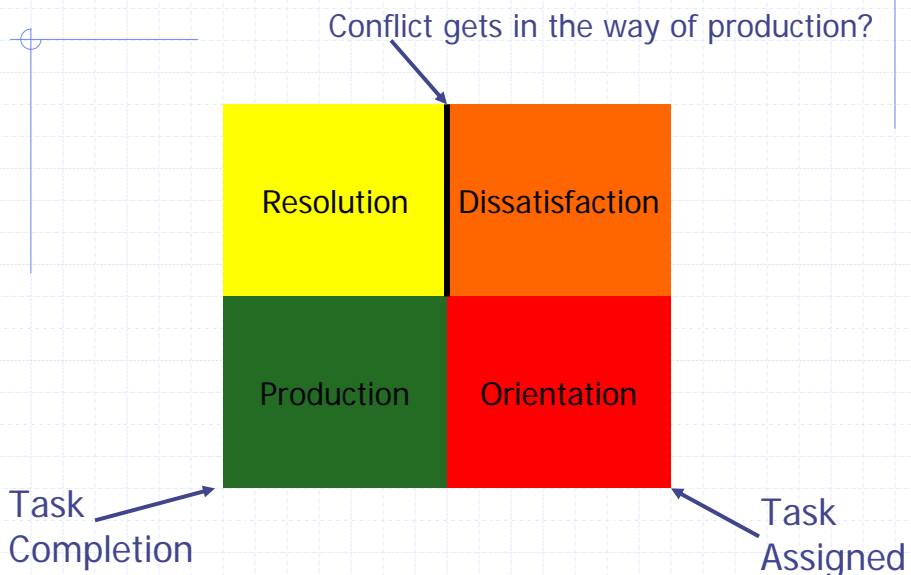 Conflict gets in the way of production?
Resolution
Dissatisfaction
Production
Orientation
Task
Completion
Task
Assigned